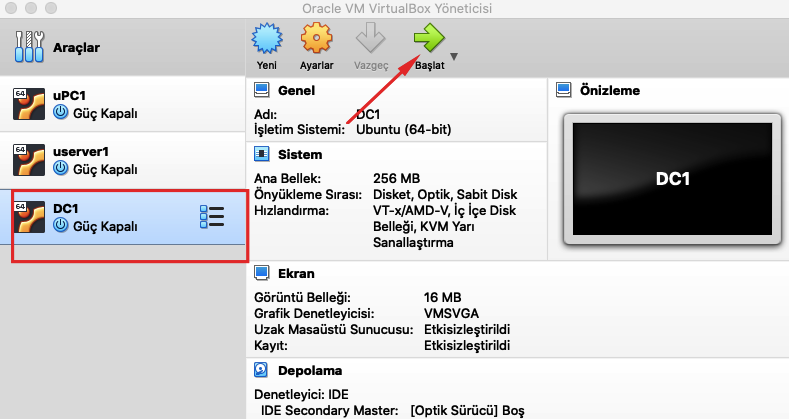 Oracle VM VirtualBox Yöneticisi
Araçlar
Yeni
Ayarlar
Vazgeç
Başlat
64
uPC1
Güç Kapalı
64
userver1
Güç Kapalı
64
DC1
Güç Kapalı
Genel
Adı: DC1
İşletim Sistemi: Ubuntu (64-bit)
Sistem
Ana Bellek: 256 MB
Önyükleme Sırası: Disket, Optik, Sabit Disk
Hızlandırma: VT-x/AMD-V, İç İçe Disk
Belleği, KVM Yarı
Sanallaştırma
Önizleme
DC1
Ekran
Görüntü Belleği: 16 MB
Grafik Denetleyicisi: VMSVGA
Uzak Masaüstü Sunucusu: Etkisizleştirildi
Kayıt: Etkisizleştirildi
Depolama
Denetleyici: IDE
IDE Secondary Master: [Optik Sürücü] Boş